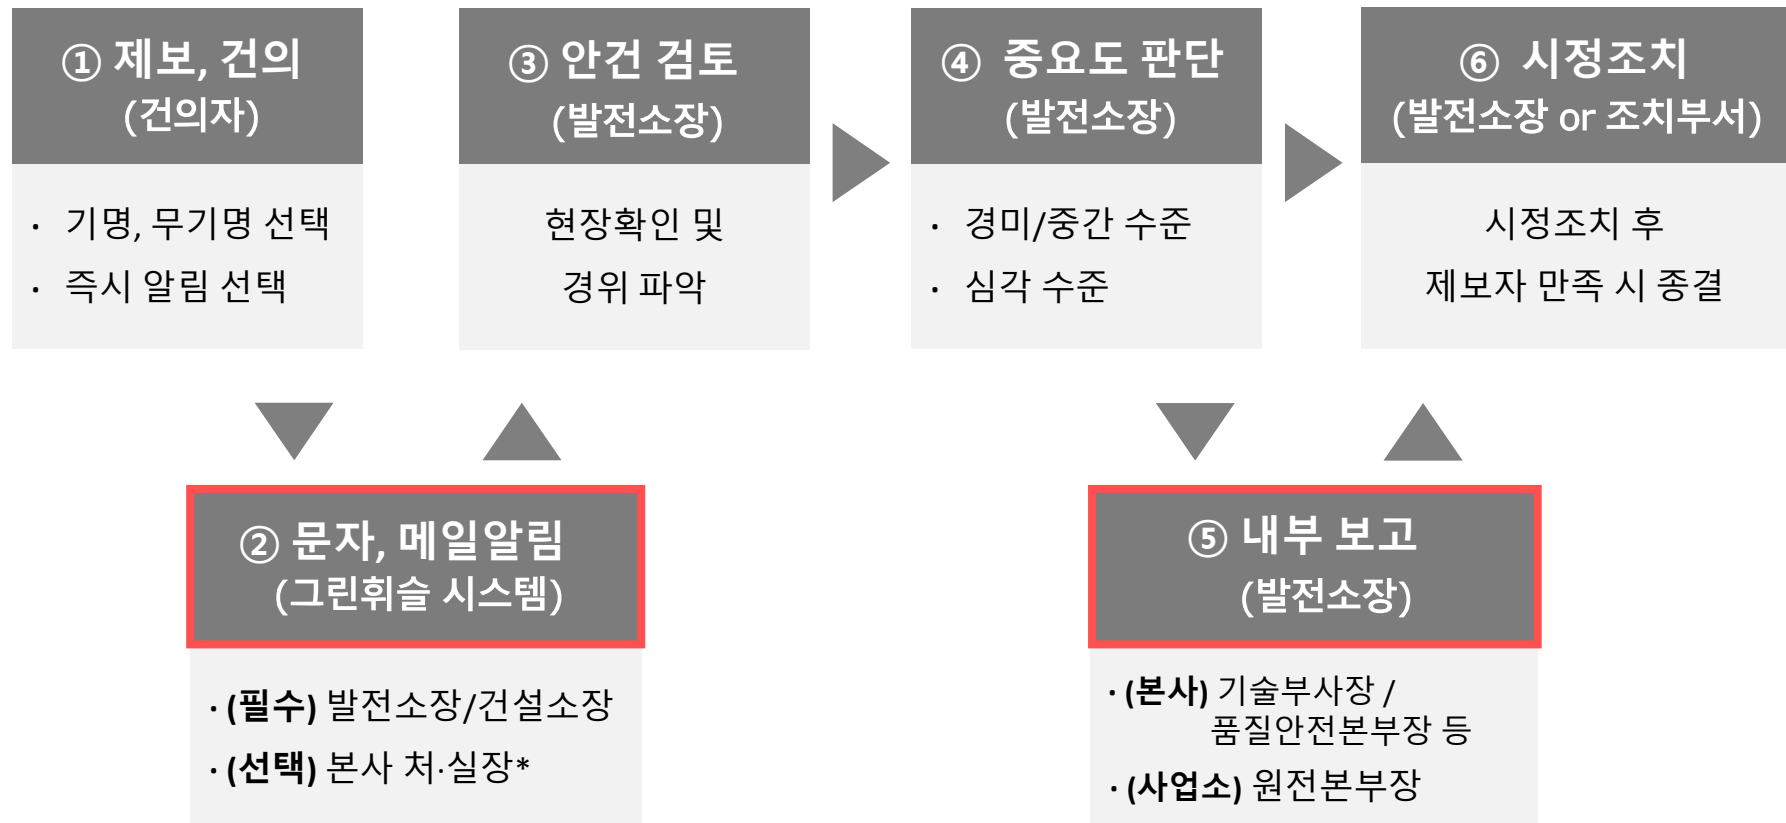 ① 제보, 건의
(건의자)
· 기명, 무기명 선택
· 즉시 알림 선택
② 문자, 메일알림
(그린휘슬 시스템)
· (필수) 발전소장/건설소장
· (선택) 본사 처·실장*
③ 안건 검토
(발전소장)
현장확인 및
경위 파악
④ 중요도 판단
(발전소장)
· 경미/중간 수준
· 심각 수준
⑤ 내부 보고
(발전소장)
· (본사) 기술부사장 /
품질안전본부장 등
· (사업소) 원전본부장
⑥ 시정조치
(발전소장 or 조치부서)
시정조치 후
제보자 만족 시 종결